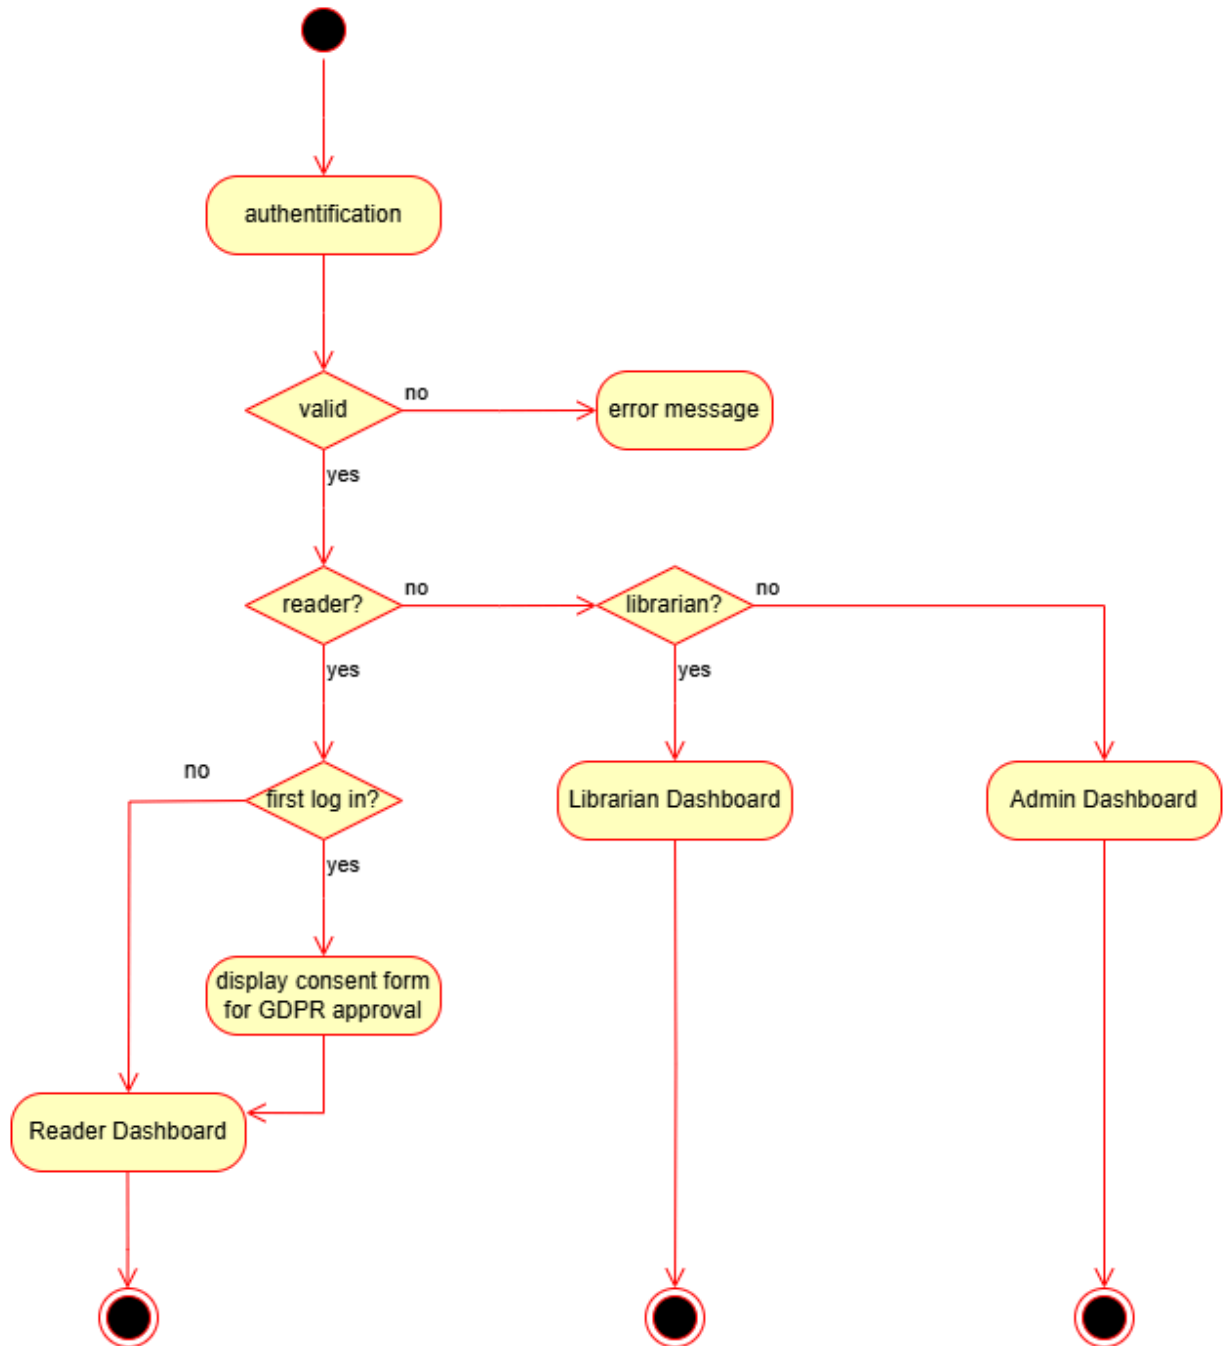 authentification
valid
no
error message
yes
reader?
no
librarian?
no
yes
yes
no
first log in?
Librarian Dashboard
Admin Dashboard
yes
display consent form
for GDPR approval
Reader Dashboard